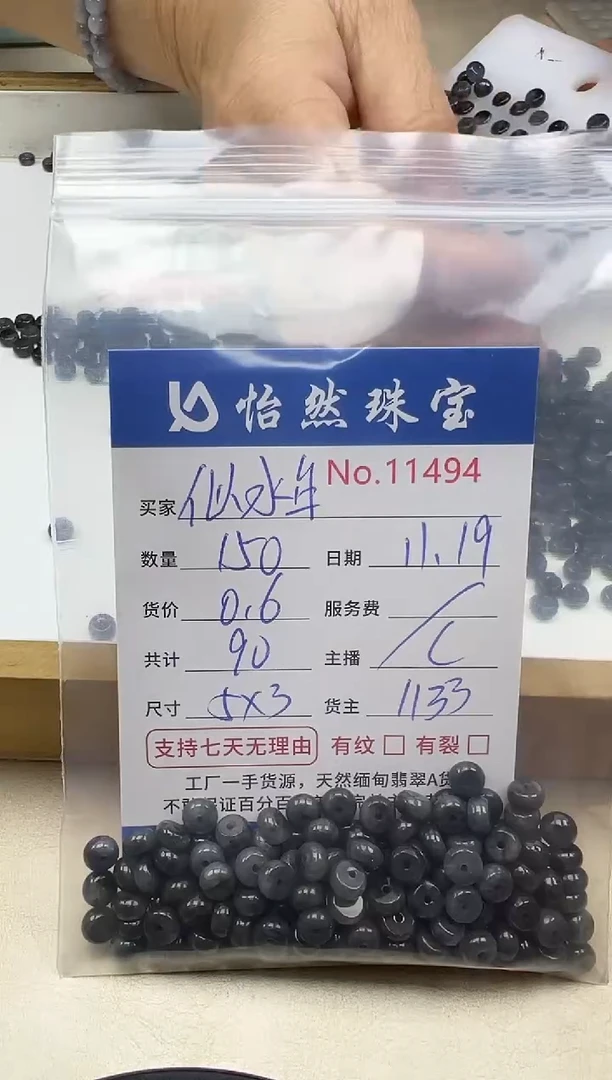 怡然珠宝
No.11494
买家 似水年
数量 150 日期 11.19
货价 0.6 服务费 /
共计 90 主播 L
尺寸 5x3 货主 1133
支持七天无理由 有纹 □ 有裂 □
工厂一手货源，天然缅甸翡翠A货